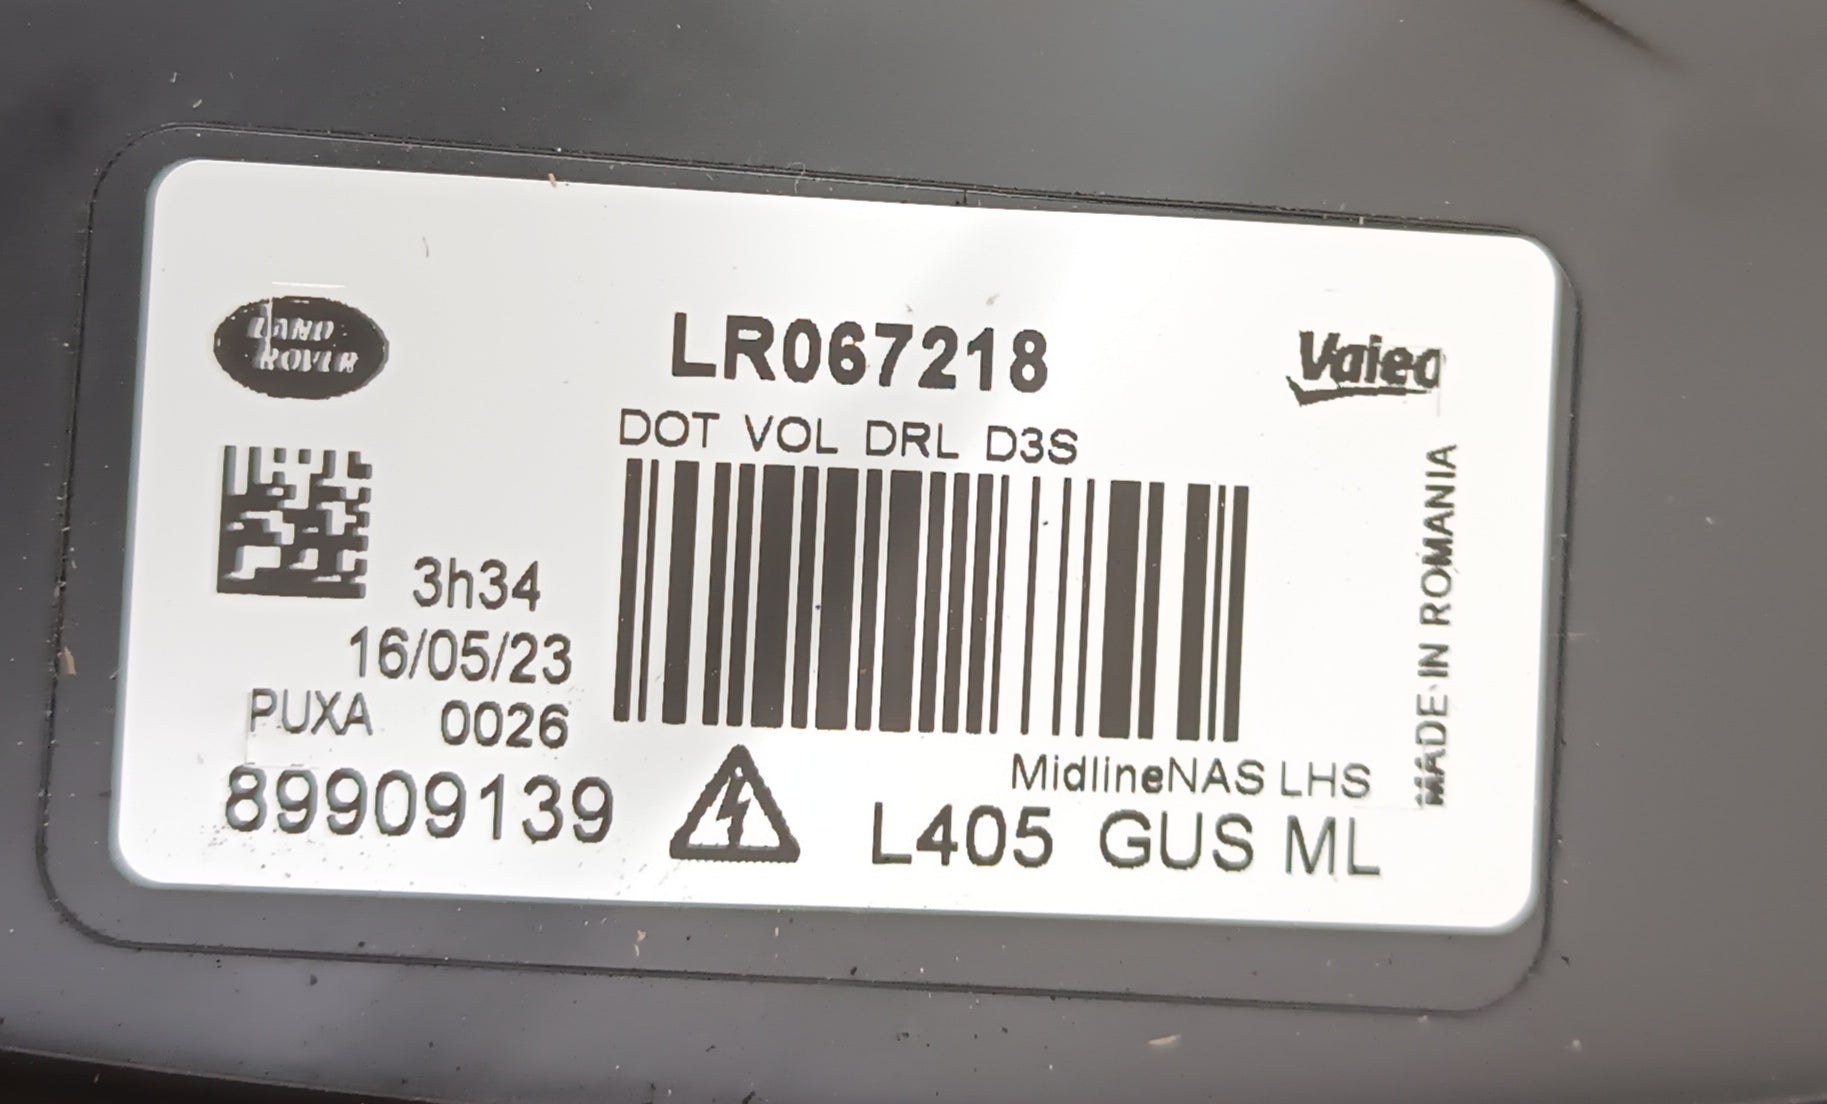 LAND
ROVER
LR067218
Valeo
DOT VOL DRL D3S
3h34
16/05/23
PUXA 0026
89909139
MidlineNAS LHS
L405 GUS ML
MADE IN ROMANIA